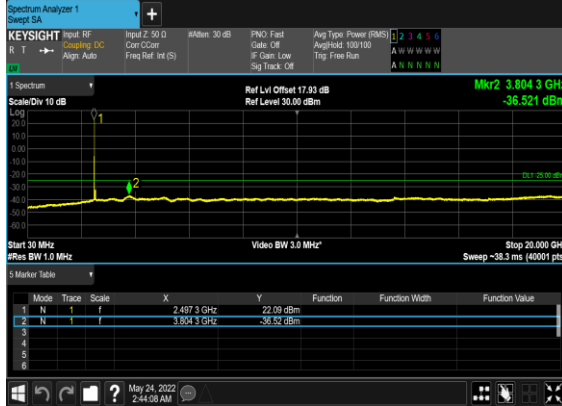 Spectrum Analyzer 1
Swept SA
+
KEYSIGHT Input: RF Input Z: 50 Ω #Atten: 30 dB PNO: Fast Avg Type: Power (RMS) 1 2 3 4 5 6
R T Coupling: DC Corr CCorr Gate: Off Avg|Hold: 100/100 A W W W W W
Align: Auto Freq Ref: Int (S) IF Gain: Low Trig: Free Run
Sig Track: Off A N N N N N
LXI
1 Spectrum Ref Lvl Offset 17.93 dB Mkr2 3.804 3 GHz
Scale/Div 10 dB Ref Level 30.00 dBm -36.521 dBm
Log
1
20.0
10.0
0.00
-10.0
-20.0 DL1 -25.00 dBm
2
-30.0
-40.0
-50.0
-60.0
Start 30 MHz Video BW 3.0 MHz* Stop 20.000 GHz
#Res BW 1.0 MHz Sweep ~38.3 ms (40001 pts)
5 Marker Table
Mode Trace Scale X Y Function Function Width Function Value
1 N 1 f 2.497 3 GHz 22.09 dBm
2 N 1 f 3.804 3 GHz -36.52 dBm
3
4
5
6
? May 24, 2022
2:44:08 AM